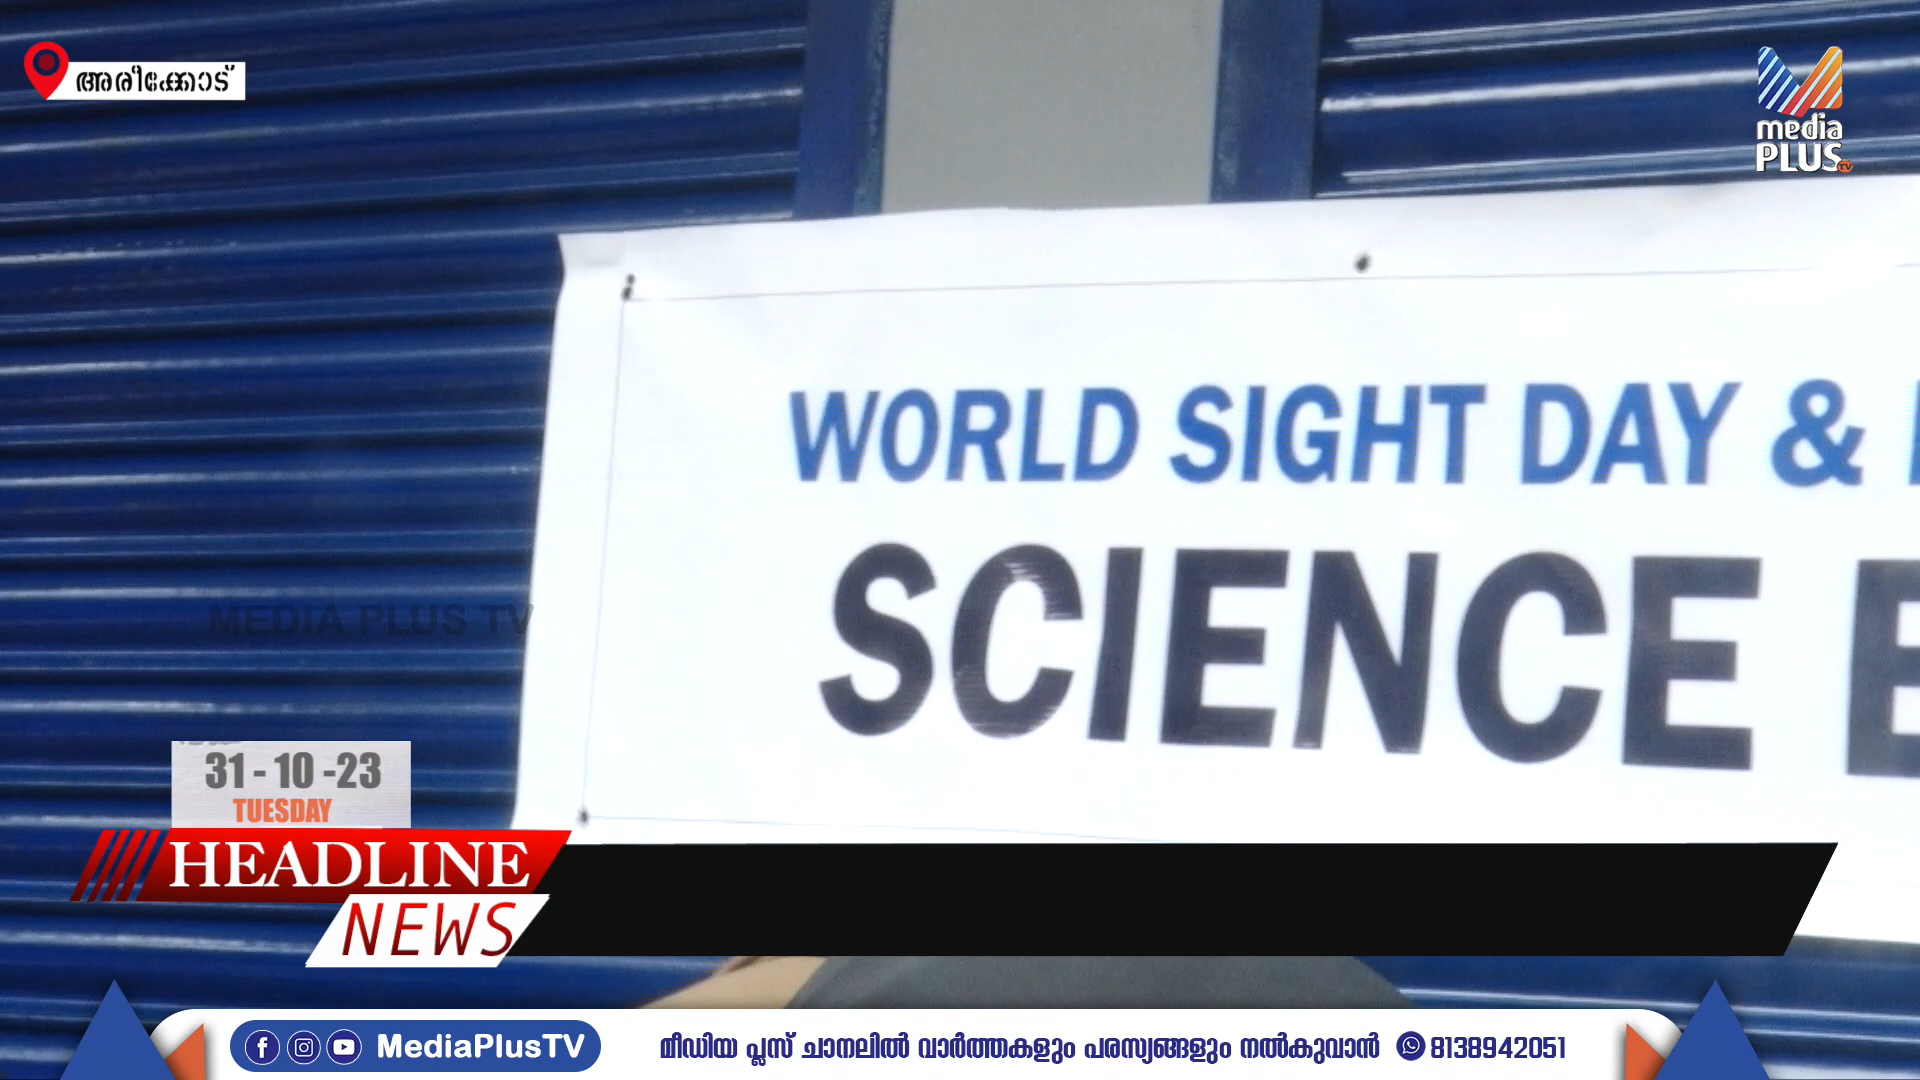 അരീക്കോട്
media
PLUS TV
WORLD SIGHT DAY &
SCIENCE
MEDIA PLUS TV
31 - 10 -23
TUESDAY
HEADLINE
NEWS
MediaPlusTV
മീഡിയ പ്ലസ് ചാനലിൽ വാർത്തകളും പരസ്യങ്ങളും നൽകുവാൻ 8138942051